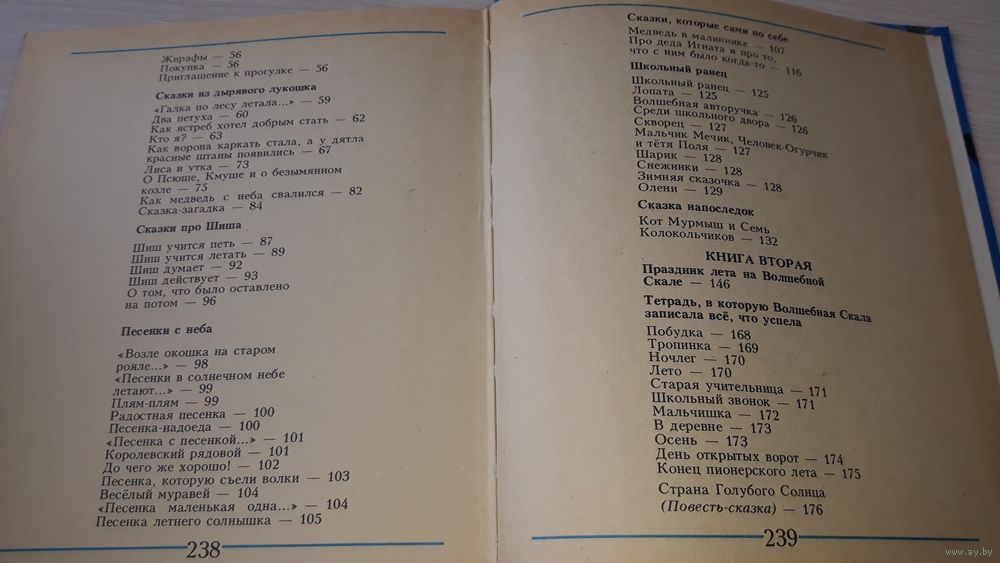 Жирафы — 56
Покупка — 56
Приглашение к прогулке — 56
Сказки из дырявого лукошка
«Галка по лесу летала...» — 59
Два петуха — 60
Как ястреб хотел добрым стать — 62
Кто я? — 63
Как ворона каркать стала, а у дятла
красные штаны появились — 67
Лиса и утка — 73
О Псюше, Кмуше и о безымянном
козле — 75
Как медведь с неба свалился — 82
Сказка-загадка — 84
Сказки про Шиша
Шиш учится петь — 87
Шиш учится летать — 89
Шиш думает — 92
Шиш действует — 93
О том, что было оставлено
на потом — 96
Песенки с неба
«Возле окошка на старом
рояле...» — 98
«Песенки в солнечном небе
летают...» — 99
Плям-плям — 99
Радостная песенка — 100
Песенка-надоеда — 100
«Песенка с песенкой...» — 101
Королевский рядовой — 101
До чего же хорошо! — 102
Песенка, которую съели волки — 103
Весёлый муравей — 104
«Песенка маленькая одна...» — 104
Песенка летнего солнышка — 105
238
Сказки, которые сами по себе
Медведь в малиннике — 107
Про деда Игната и про то,
что с ним было когда-то — 116
Школьный ранец
Школьный ранец — 125
Лопата — 125
Волшебная авторучка — 126
Среди школьного двора — 126
Скворец — 127
Мальчик Мечик, Человек-Огурчик
и тётя Поля — 127
Шарик — 128
Снежинки — 128
Зимняя сказочка — 128
Олени — 129
Сказка напоследок
Кот Мурмыш и Семь
Колокольчиков — 132
КНИГА ВТОРАЯ
Праздник лета на Волшебной
Скале — 146
Тетрадь, в которую Волшебная Скала
записала всё, что успела
Побудка — 168
Тропинка — 169
Ночлег — 170
Лето — 170
Старая учительница — 171
Школьный звонок — 171
Мальчишка — 172
В деревне — 173
Осень — 173
День открытых ворот — 174
Конец пионерского лета — 175
Страна Голубого Солнца
(Повесть-сказка) — 176
239
www.ay.by